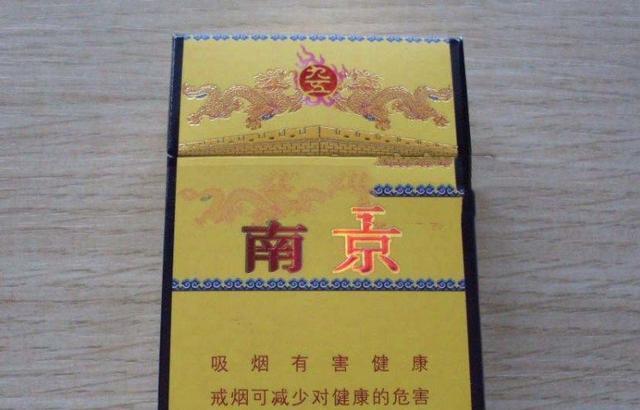 九五
南京
吸烟有害健康
戒烟可减少对健康的危害